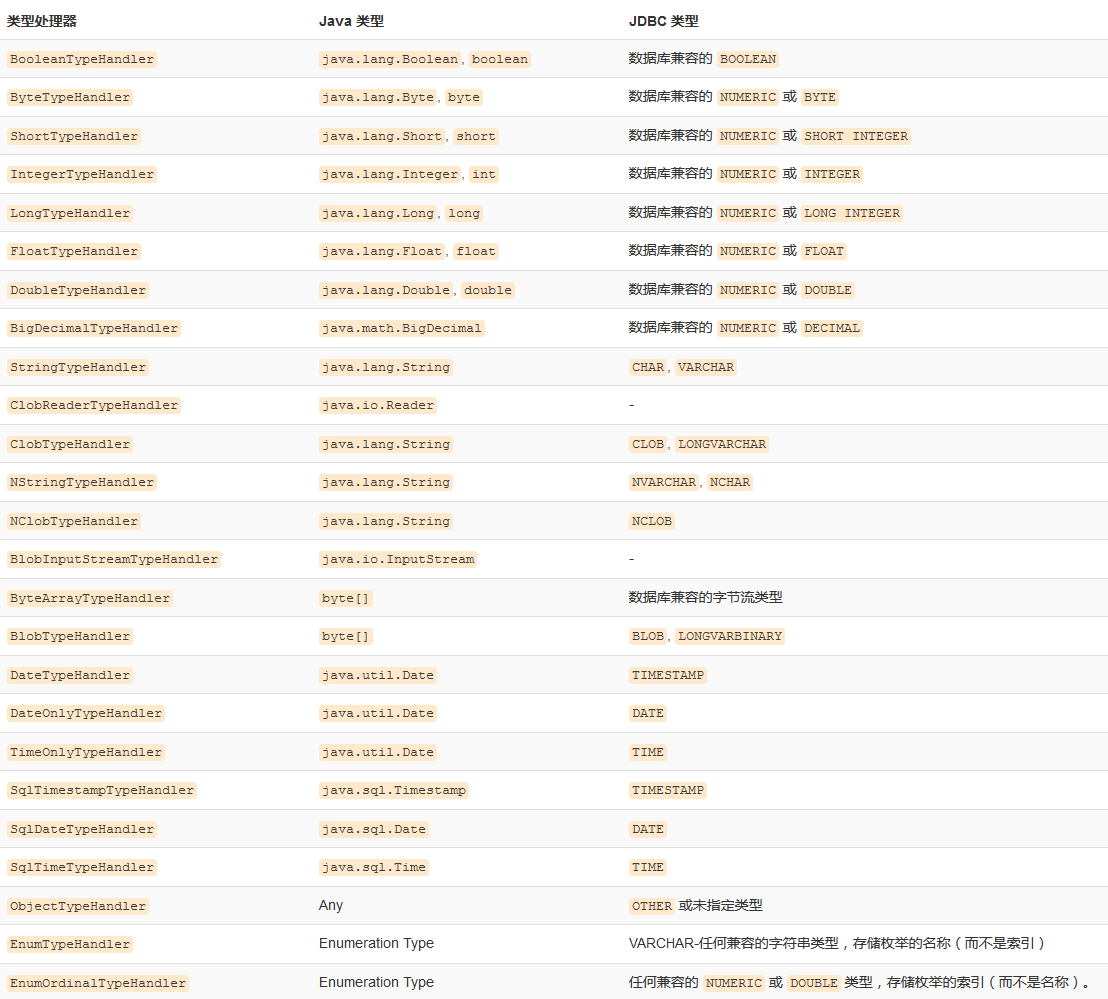 类型处理器 Java 类型 JDBC 类型
BooleanTypeHandler java.lang.Boolean, boolean 数据库兼容的 BOOLEAN
ByteTypeHandler java.lang.Byte, byte 数据库兼容的 NUMERIC 或 BYTE
ShortTypeHandler java.lang.Short, short 数据库兼容的 NUMERIC 或 SHORT INTEGER
IntegerTypeHandler java.lang.Integer, int 数据库兼容的 NUMERIC 或 INTEGER
LongTypeHandler java.lang.Long, long 数据库兼容的 NUMERIC 或 LONG INTEGER
FloatTypeHandler java.lang.Float, float 数据库兼容的 NUMERIC 或 FLOAT
DoubleTypeHandler java.lang.Double, double 数据库兼容的 NUMERIC 或 DOUBLE
BigDecimalTypeHandler java.math.BigDecimal 数据库兼容的 NUMERIC 或 DECIMAL
StringTypeHandler java.lang.String CHAR, VARCHAR
ClobReaderTypeHandler java.io.Reader -
ClobTypeHandler java.lang.String CLOB, LONGVARCHAR
NStringTypeHandler java.lang.String NVARCHAR, NCHAR
NClobTypeHandler java.lang.String NCLOB
BlobInputStreamTypeHandler java.io.InputStream -
ByteArrayTypeHandler byte[] 数据库兼容的字节流类型
BlobTypeHandler byte[] BLOB, LONGVARBINARY
DateTypeHandler java.util.Date TIMESTAMP
DateOnlyTypeHandler java.util.Date DATE
TimeOnlyTypeHandler java.util.Date TIME
SqlTimestampTypeHandler java.sql.Timestamp TIMESTAMP
SqlDateTypeHandler java.sql.Date DATE
SqlTimeTypeHandler java.sql.Time TIME
ObjectTypeHandler Any OTHER 或未指定类型
EnumTypeHandler Enumeration Type VARCHAR-任何兼容的字符串类型，存储枚举的名称（而不是索引）
EnumOrdinalTypeHandler Enumeration Type 任何兼容的 NUMERIC 或 DOUBLE 类型，存储枚举的索引（而不是名称）。